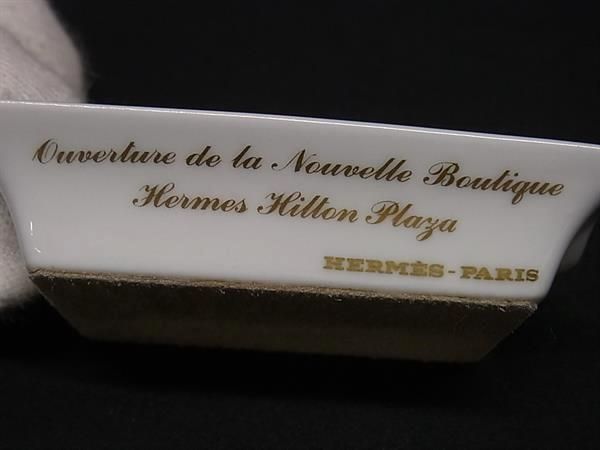 Ouverture de la Nouvelle Boutique
Hermes Hilton Plaza
HERMÈS-PARIS